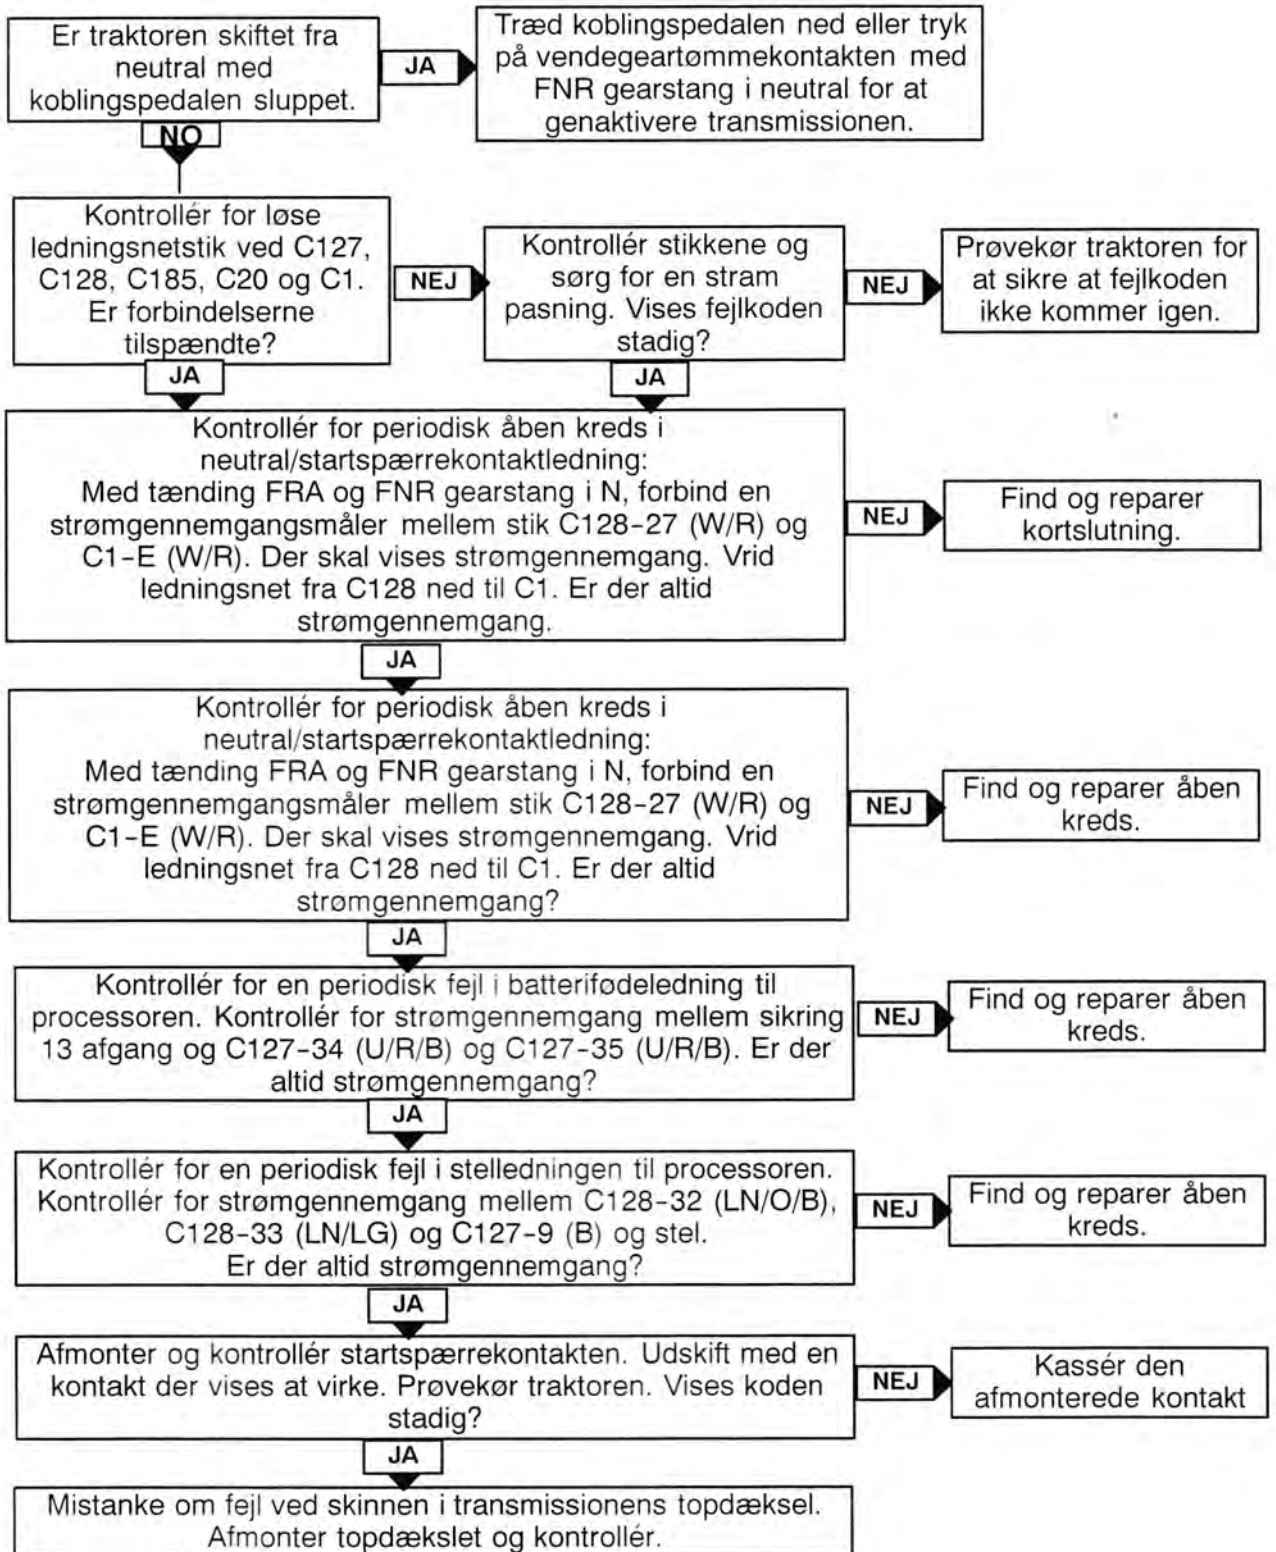 Er traktoren skiftet fra
neutral med
koblingspedalen sluppet.
JA
Træd koblingspedalen ned eller tryk
på vendegeartømmekontakten med
FNR gearstang i neutral for at
genaktivere transmissionen.
NO
Kontrollér for løse
ledningsnetstik ved C127,
C128, C185, C20 og C1.
Er forbindelserne
tilspændte?
NEJ
Kontrollér stikkene og
sørg for en stram
pasning. Vises fejlkoden
stadig?
NEJ
Prøvekør traktoren for
at sikre at fejlkoden
ikke kommer igen.
JA
JA
Kontrollér for periodisk åben kreds i
neutral/startspærrekontaktledning:
Med tænding FRA og FNR gearstang i N, forbind en
strømgennemgangsmåler mellem stik C128-27 (W/R) og
C1-E (W/R). Der skal vises strømgennemgang. Vrid
ledningsnet fra C128 ned til C1. Er der altid
strømgennemgang.
NEJ
Find og reparer
kortslutning.
JA
Kontrollér for periodisk åben kreds i
neutral/startspærrekontaktledning:
Med tænding FRA og FNR gearstang i N, forbind en
strømgennemgangsmåler mellem stik C128-27 (W/R) og
C1-E (W/R). Der skal vises strømgennemgang. Vrid
ledningsnet fra C128 ned til C1. Er der altid
strømgennemgang?
NEJ
Find og reparer åben
kreds.
JA
Kontrollér for en periodisk fejl i batterifødeledning til
processoren. Kontrollér for strømgennemgang mellem sikring
13 afgang og C127-34 (U/R/B) og C127-35 (U/R/B). Er der
altid strømgennemgang?
NEJ
Find og reparer åben
kreds.
JA
Kontrollér for en periodisk fejl i stelledningen til processoren.
Kontrollér for strømgennemgang mellem C128-32 (LN/O/B),
C128-33 (LN/LG) og C127-9 (B) og stel.
Er der altid strømgennemgang?
NEJ
Find og reparer åben
kreds.
JA
Afmonter og kontrollér startspærrekontakten. Udskift med en
kontakt der vises at virke. Prøvekør traktoren. Vises koden
stadig?
NEJ
Kassér den
afmonterede kontakt
JA
Mistanke om fejl ved skinnen i transmissionens topdæksel.
Afmonter topdækslet og kontrollér.